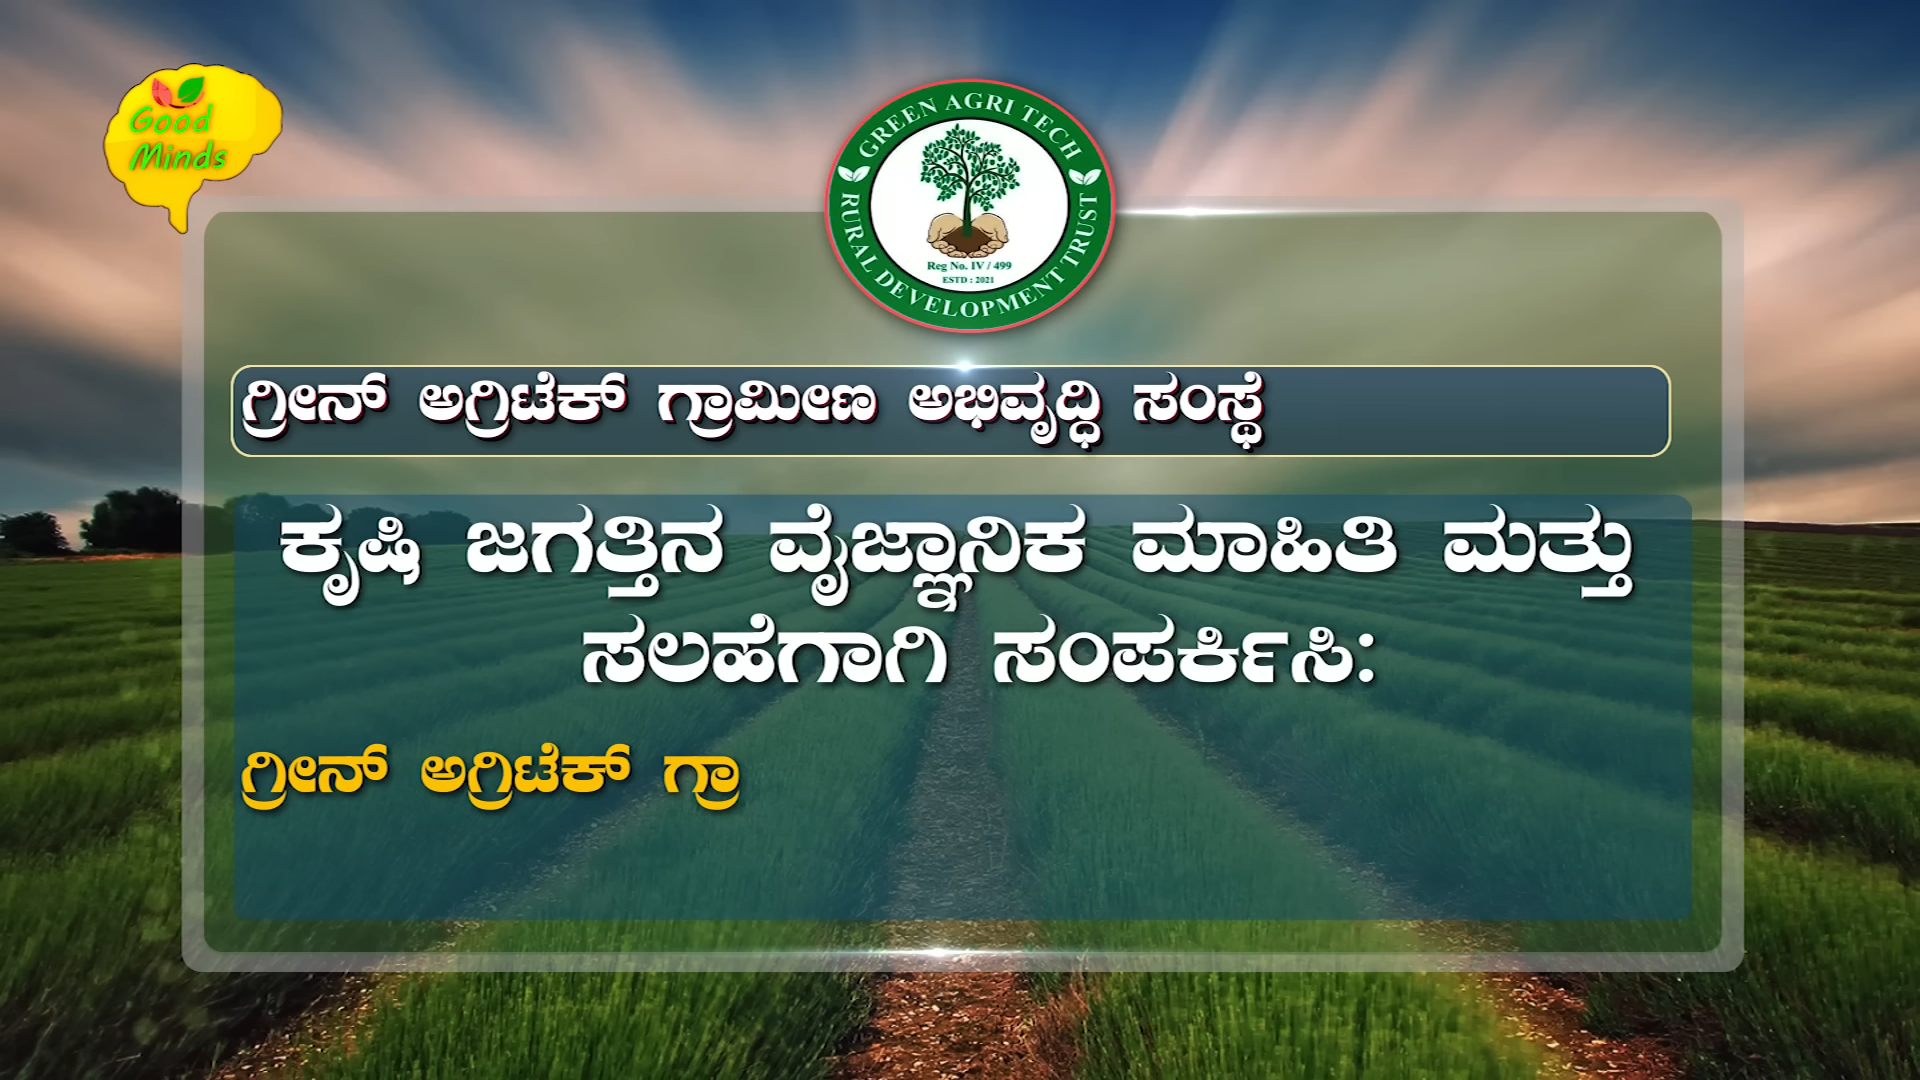 Good
Minds
GREEN AGRI TECH
RURAL DEVELOPMENT TRUST
Reg No. IV / 499
ESTD : 2021
ಗ್ರೀನ್ ಅಗ್ರಿಟೆಕ್ ಗ್ರಾಮೀಣ ಅಭಿವೃದ್ಧಿ ಸಂಸ್ಥೆ
ಕೃಷಿ ಜಗತ್ತಿನ ವೈಜ್ಞಾನಿಕ ಮಾಹಿತಿ ಮತ್ತು
ಸಲಹೆಗಾಗಿ ಸಂಪರ್ಕಿಸಿ:
ಗ್ರೀನ್ ಅಗ್ರಿಟೆಕ್ ಗ್ರಾ